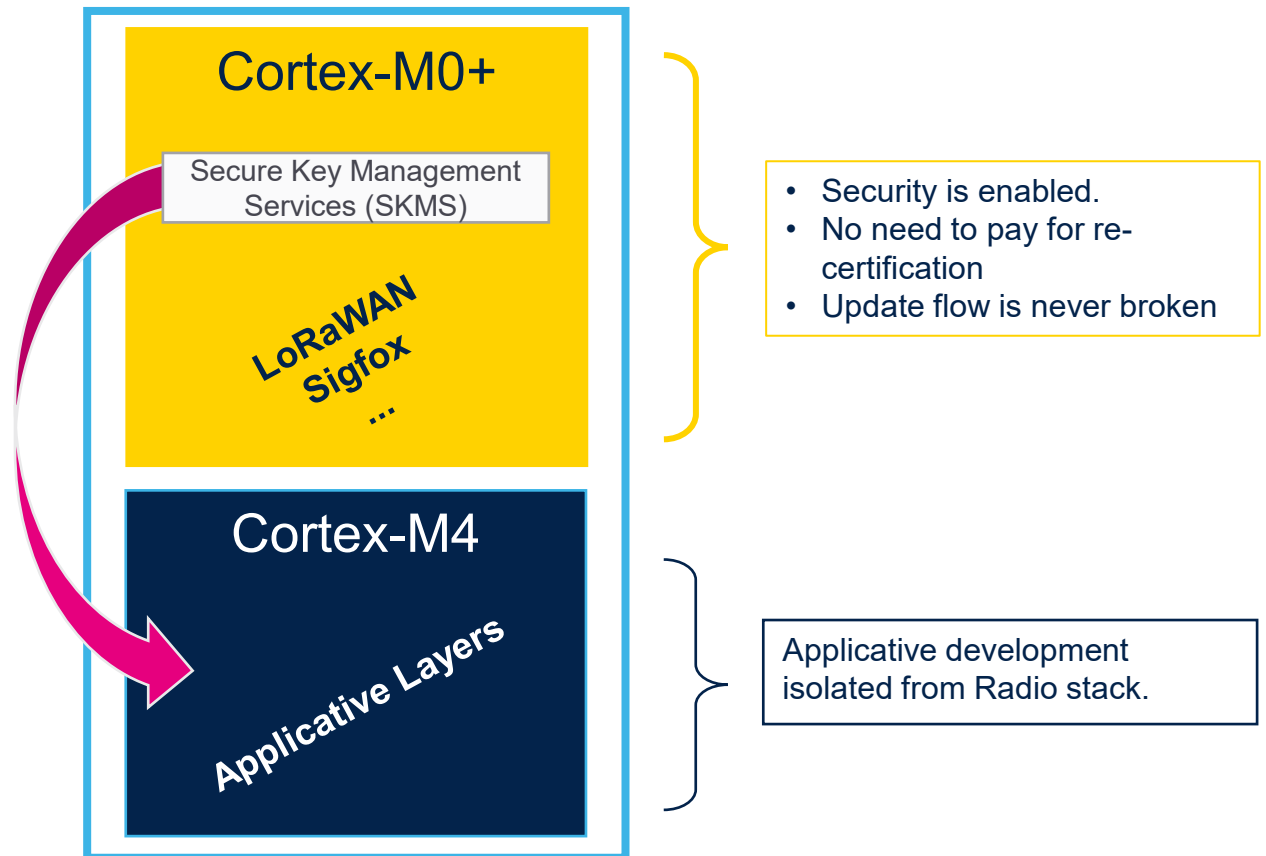 Cortex-M0+
Secure Key Management
Services (SKMS)
LoRaWAN
Sigfox
...
• Security is enabled.
• No need to pay for re-
certification
• Update flow is never broken
Cortex-M4
Applicative Layers
Applicative development
isolated from Radio stack.